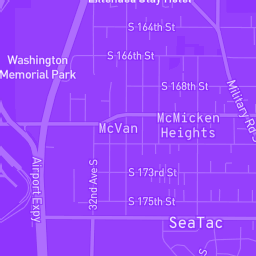 Extended Stay Hotel
S 164th St
Washington
Memorial Park
S 166th St
S 168th St
Military Rd S
McVan
McMicken
Heights
Airport Expy
32nd Ave S
S 173rd St
S 175th St
SeaTac
S